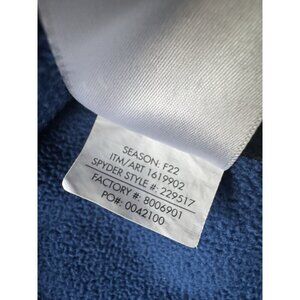 SEASON: F22
ITM/ART 1619902
SPYDER STYLE #: 229517
FACTORY #: 8006901
PO#: 0042100